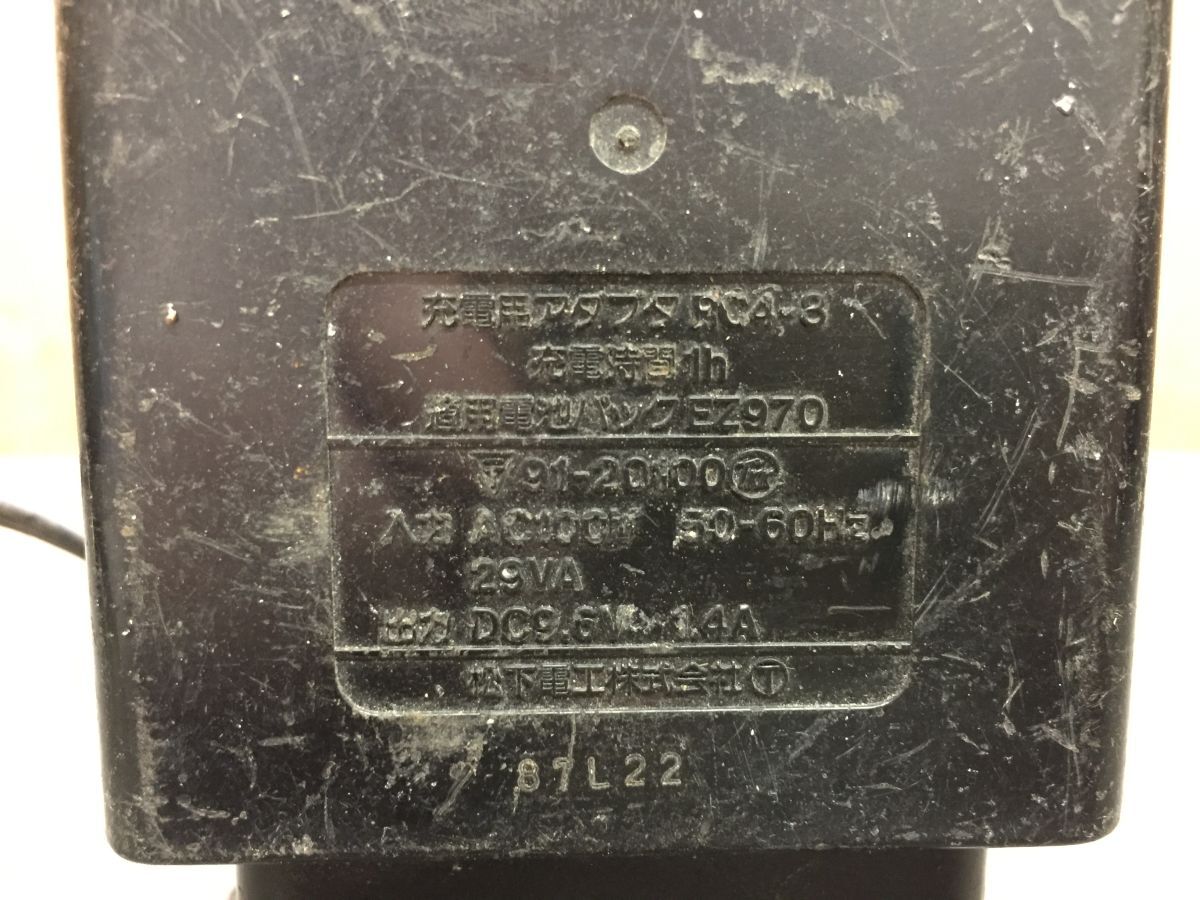 充電用アダプタ RCA-3
充電時間 1h
適用電池パック EZ970
▽ 91-20100
入力 AC100V 50-60Hz
29VA
出力 DC9.6V 1.4A
松下電工株式会社 Ⓣ
87L22